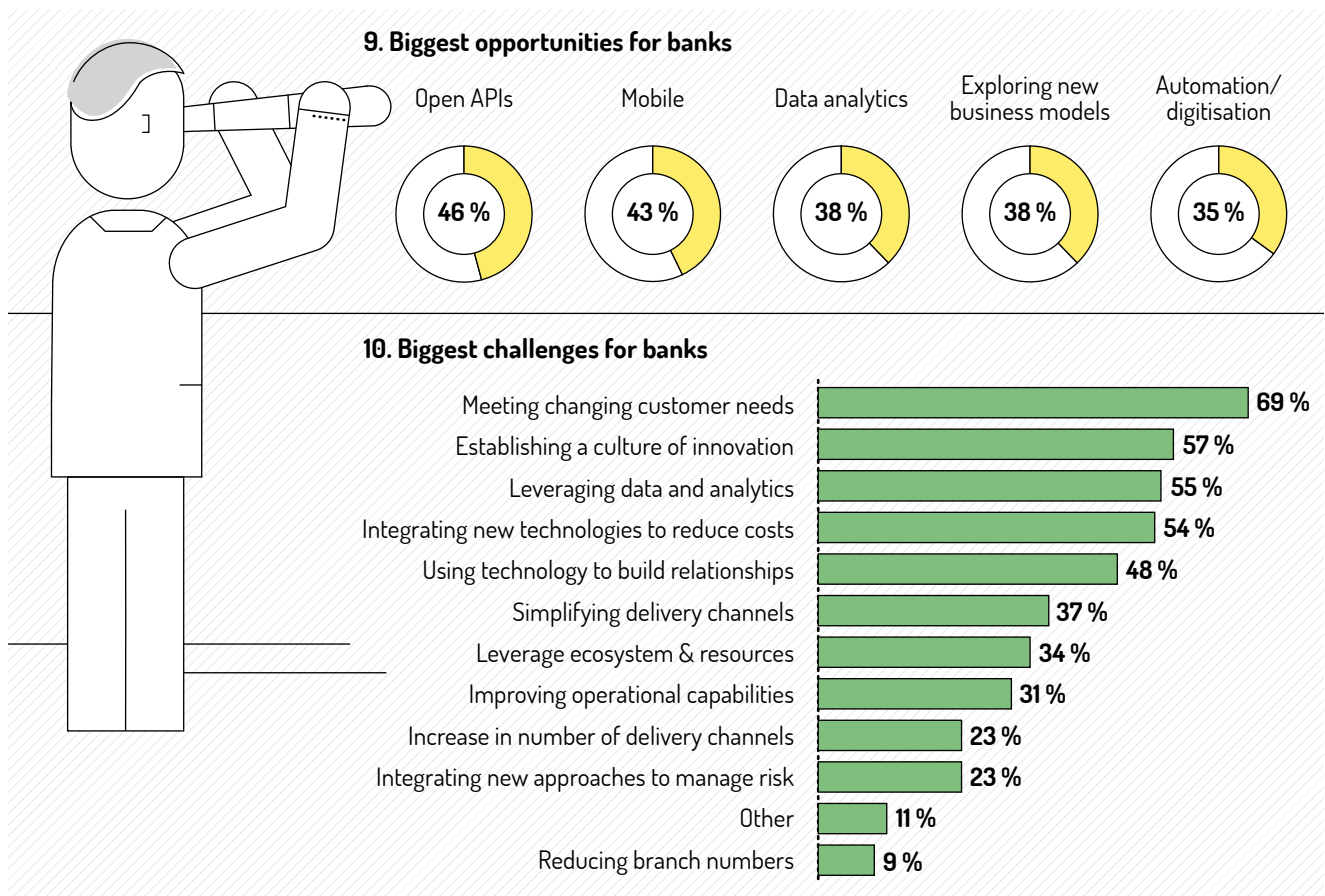 9. Biggest opportunities for banks
Open APIs
Mobile
Data analytics
Exploring new
business models
Automation/
digitisation
46 %
43 %
38 %
38 %
35 %
10. Biggest challenges for banks
Meeting changing customer needs 69 %
Establishing a culture of innovation 57 %
Leveraging data and analytics 55 %
Integrating new technologies to reduce costs 54 %
Using technology to build relationships 48 %
Simplifying delivery channels 37 %
Leverage ecosystem & resources 34 %
Improving operational capabilities 31 %
Increase in number of delivery channels 23 %
Integrating new approaches to manage risk 23 %
Other 11 %
Reducing branch numbers 9 %